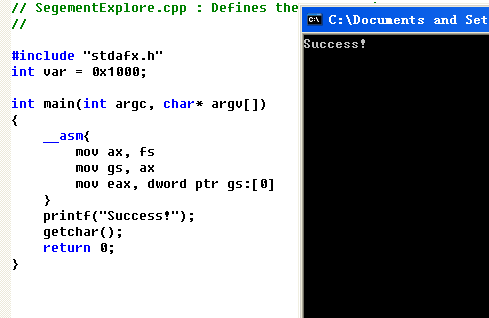 // SegementExplore.cpp : Defines the
//
#include "stdafx.h"
int var = 0x1000;
int main(int argc, char* argv[])
{
__asm{
mov ax, fs
mov gs, ax
mov eax, dword ptr gs:[0]
}
printf("Success!");
getchar();
return 0;
}
C:\Documents and Set
Success!